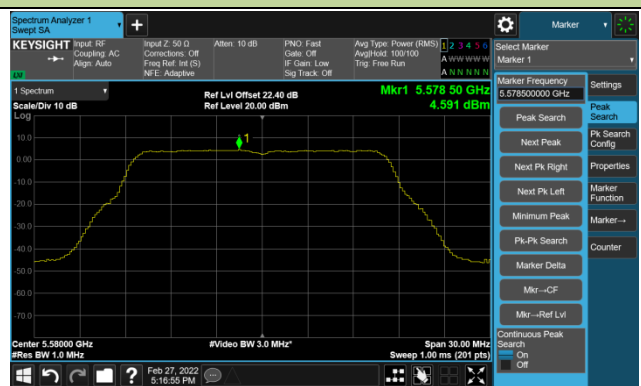 Spectrum Analyzer 1
Swept SA
Marker
KEYSIGHT
Input: RF
Coupling: AC
Align: Auto
Input Z: 50 Ω
Corrections: Off
Freq Ref: Int (S)
NFE: Adaptive
Atten: 10 dB
PNO: Fast
Gate: Off
IF Gain: Low
Sig Track: Off
Avg Type: Power (RMS)
Avg|Hold: 100/100
Trig: Free Run
1 2 3 4 5 6
A W W W W W
A N N N N N
LXI
1 Spectrum
Scale/Div 10 dB
Log
Ref Lvl Offset 22.40 dB
Ref Level 20.00 dBm
Mkr1 5.578 50 GHz
4.591 dBm
10.0
0.00
-10.0
-20.0
-30.0
-40.0
-50.0
-60.0
-70.0
1
Center 5.58000 GHz
#Res BW 1.0 MHz
#Video BW 3.0 MHz*
Span 30.00 MHz
Sweep 1.00 ms (201 pts)
Select Marker
Marker 1
Marker Frequency
5.578500000 GHz
Peak Search
Next Peak
Next Pk Right
Next Pk Left
Minimum Peak
Pk-Pk Search
Marker Delta
Mkr→CF
Mkr→Ref Lvl
Continuous Peak
Search
On
Off
Settings
Peak
Search
Pk Search
Config
Properties
Marker
Function
Marker→
Counter
?
Feb 27, 2022
5:16:55 PM